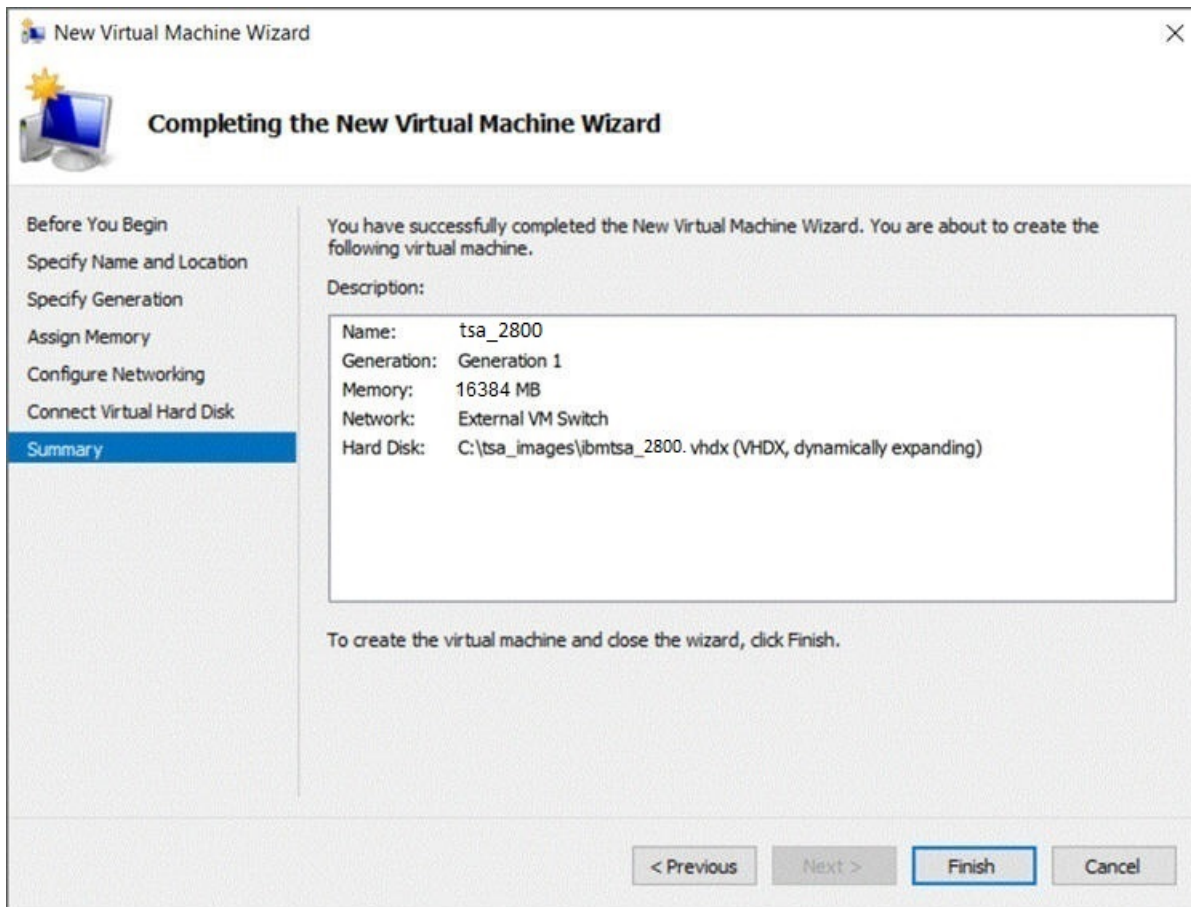 New Virtual Machine Wizard
Completing the New Virtual Machine Wizard
Before You Begin
Specify Name and Location
Specify Generation
Assign Memory
Configure Networking
Connect Virtual Hard Disk
Summary
You have successfully completed the New Virtual Machine Wizard. You are about to create the
following virtual machine.
Description:
Name: tsa_2800
Generation: Generation 1
Memory: 16384 MB
Network: External VM Switch
Hard Disk: C:\tsa_images\ibmtsa_2800. vhdx (VHDX, dynamically expanding)
To create the virtual machine and close the wizard, click Finish.
< Previous Next > Finish Cancel